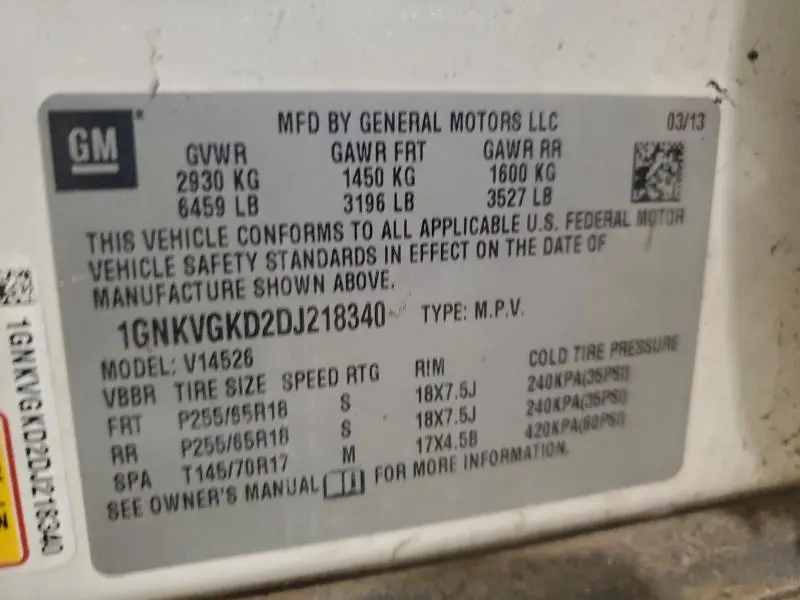 GM
MFD BY GENERAL MOTORS LLC 03/13
GVWR GAWR FRT GAWR RR
2930 KG 1450 KG 1600 KG
6459 LB 3196 LB 3527 LB
THIS VEHICLE CONFORMS TO ALL APPLICABLE U.S. FEDERAL MOTOR
VEHICLE SAFETY STANDARDS IN EFFECT ON THE DATE OF
MANUFACTURE SHOWN ABOVE.
1GNKVGKD2DJ218340 TYPE: M.P.V.
MODEL: V14526
VBBR TIRE SIZE SPEED RTG RIM COLD TIRE PRESSURE
FRT P255/65R18 S 18X7.5J 240KPA(35PSI)
RR P255/65R18 S 18X7.5J 240KPA(35PSI)
SPA T145/70R17 M 17X4.5B 420KPA(60PSI)
SEE OWNER'S MANUAL FOR MORE INFORMATION.
1GNKVGKD2DJ218340